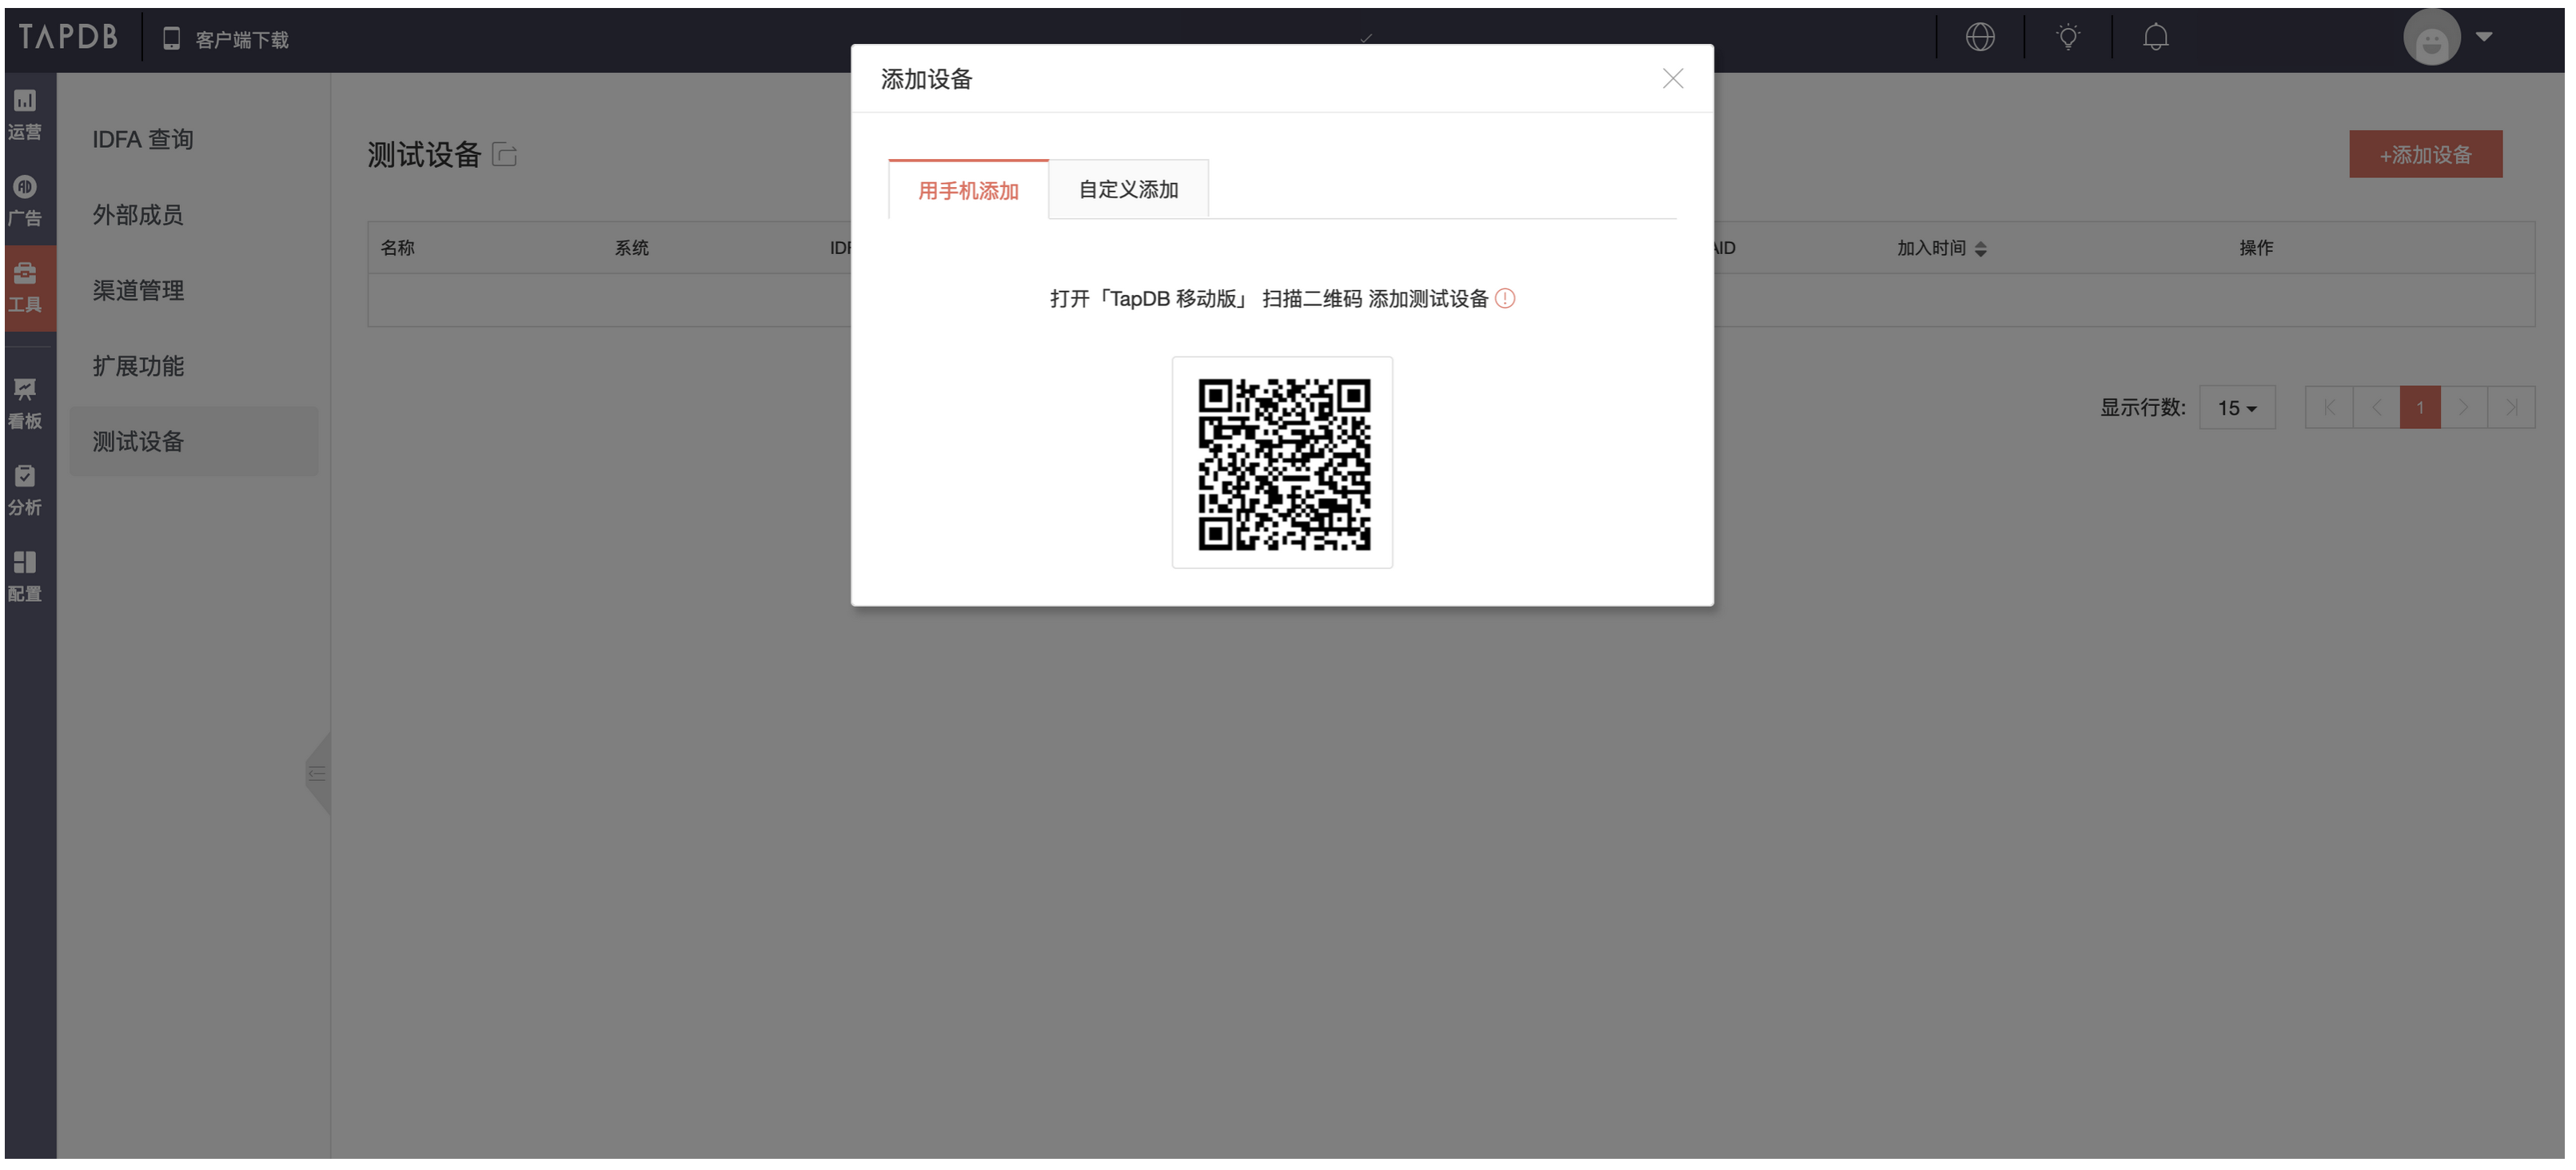 TAPDB
客户端下载
添加设备
运营
广告
工具
看板
分析
配置
IDFA 查询
外部成员
渠道管理
扩展功能
测试设备
测试设备
+添加设备
用手机添加
自定义添加
名称
系统
加入时间
操作
打开「TapDB 移动版」 扫描二维码 添加测试设备
显示行数:
15
1